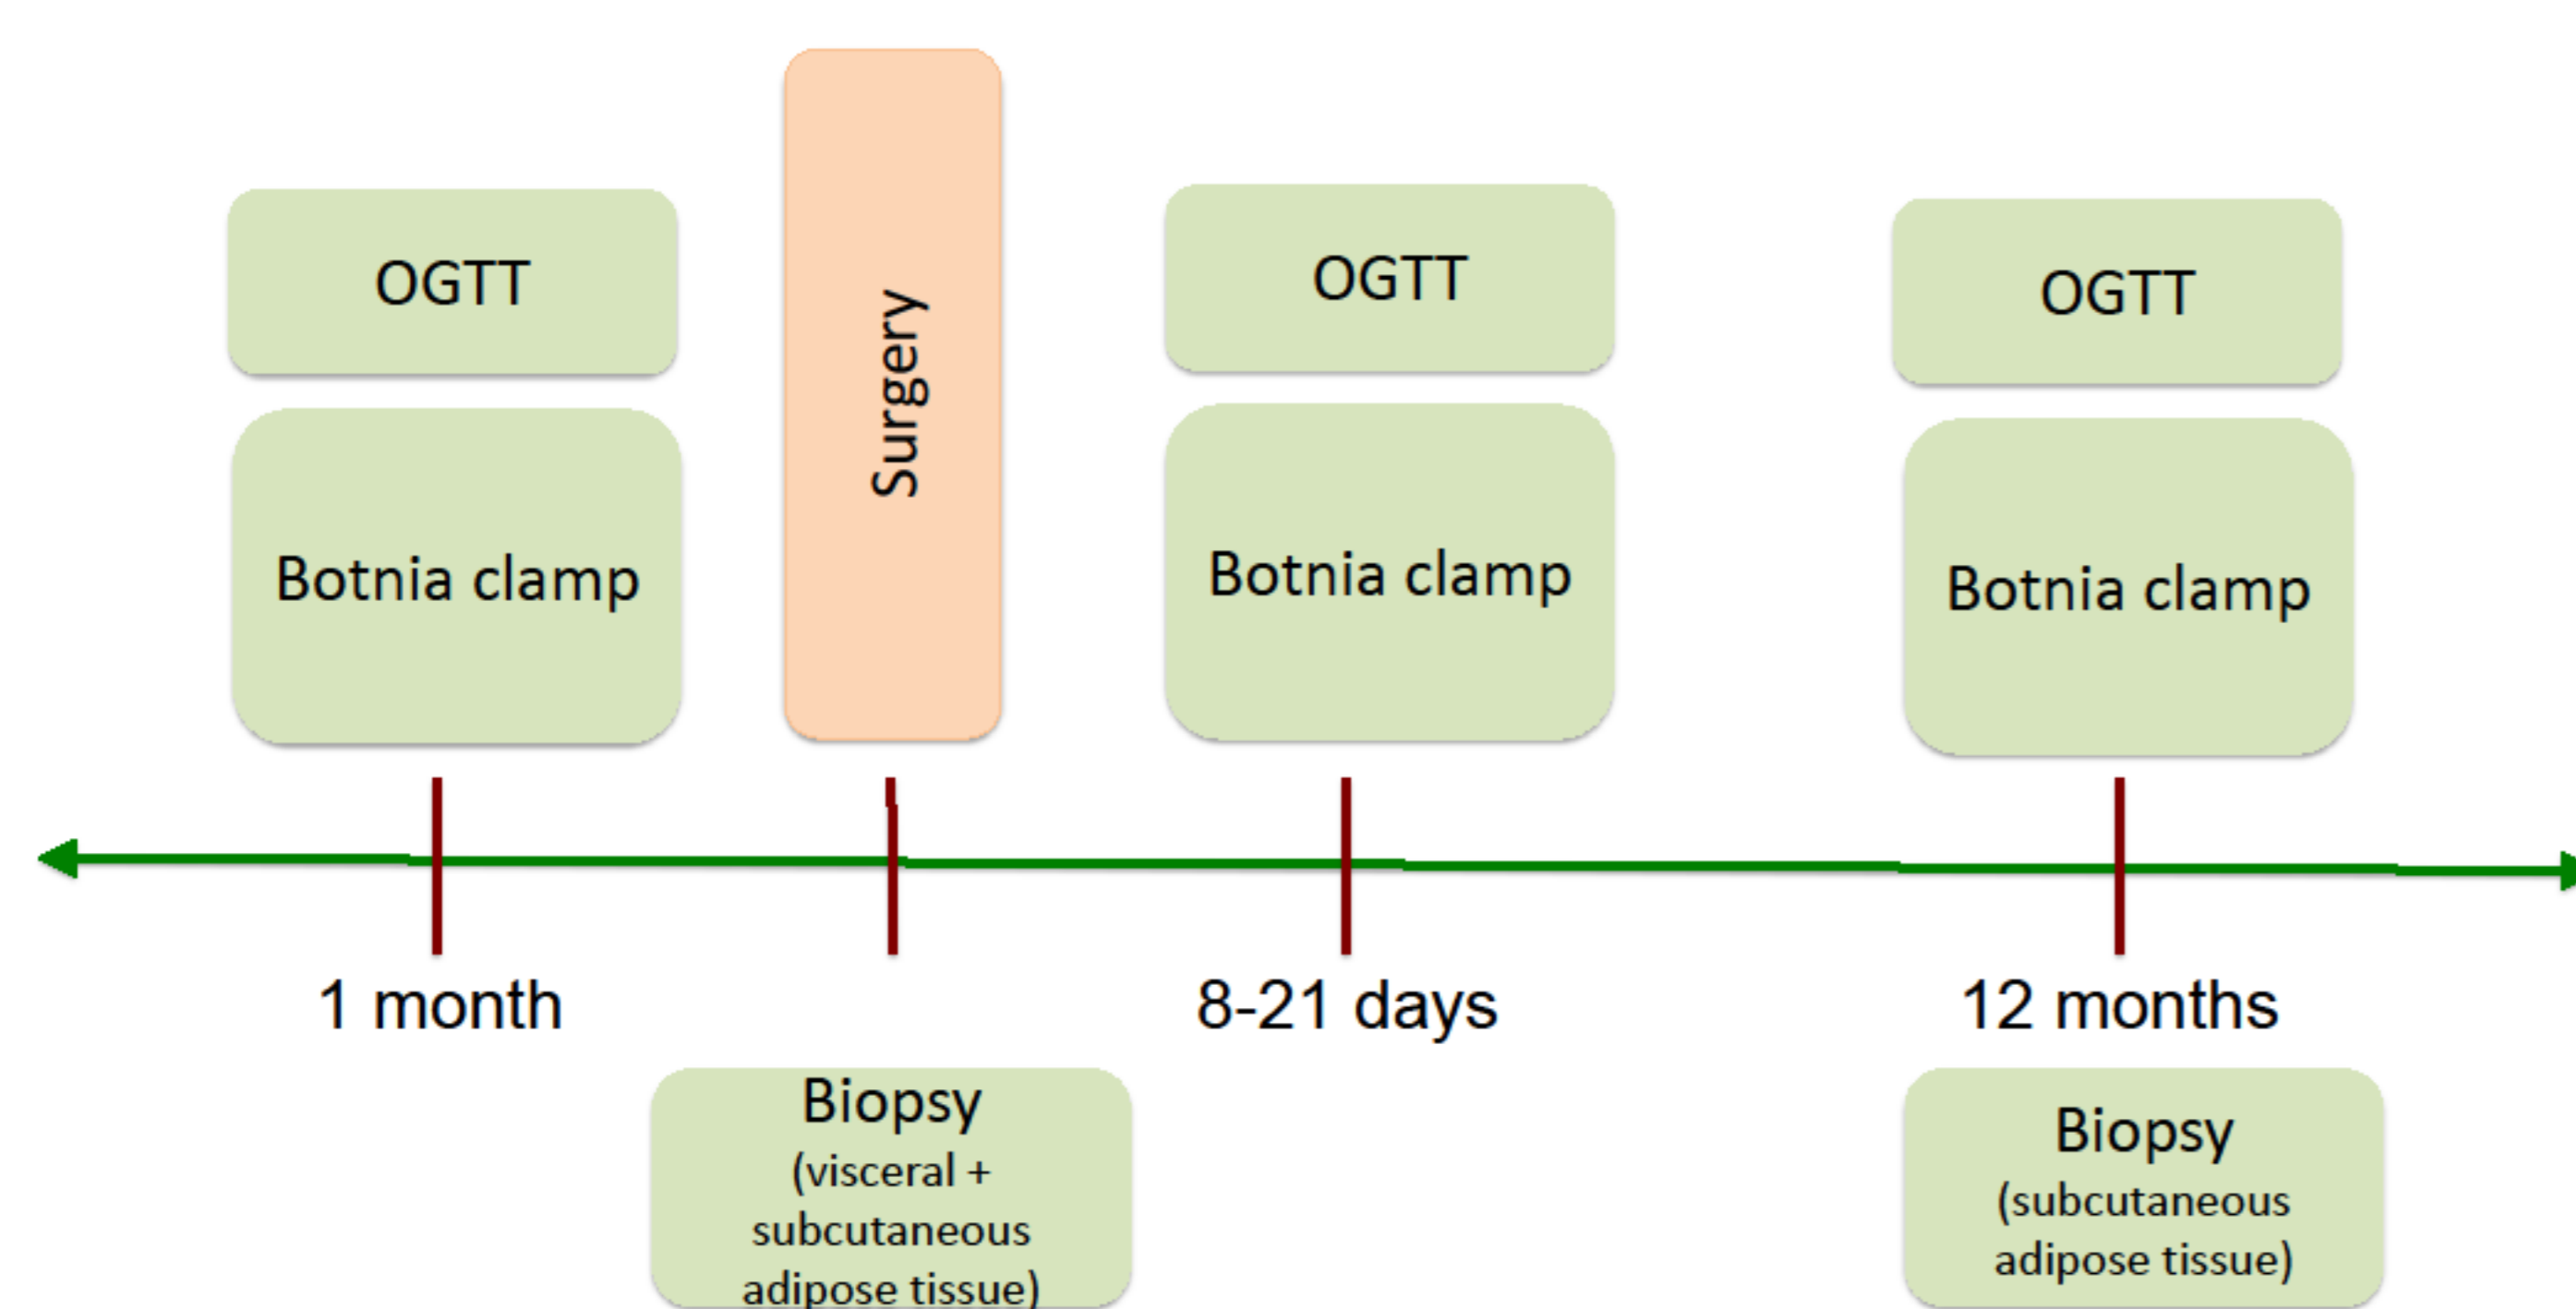 OGTT
Botnia clamp
Surgery
OGTT
Botnia clamp
OGTT
Botnia clamp
1 month
8-21 days
12 months
Biopsy
(visceral +
subcutaneous
adipose tissue)
Biopsy
(subcutaneous
adipose tissue)